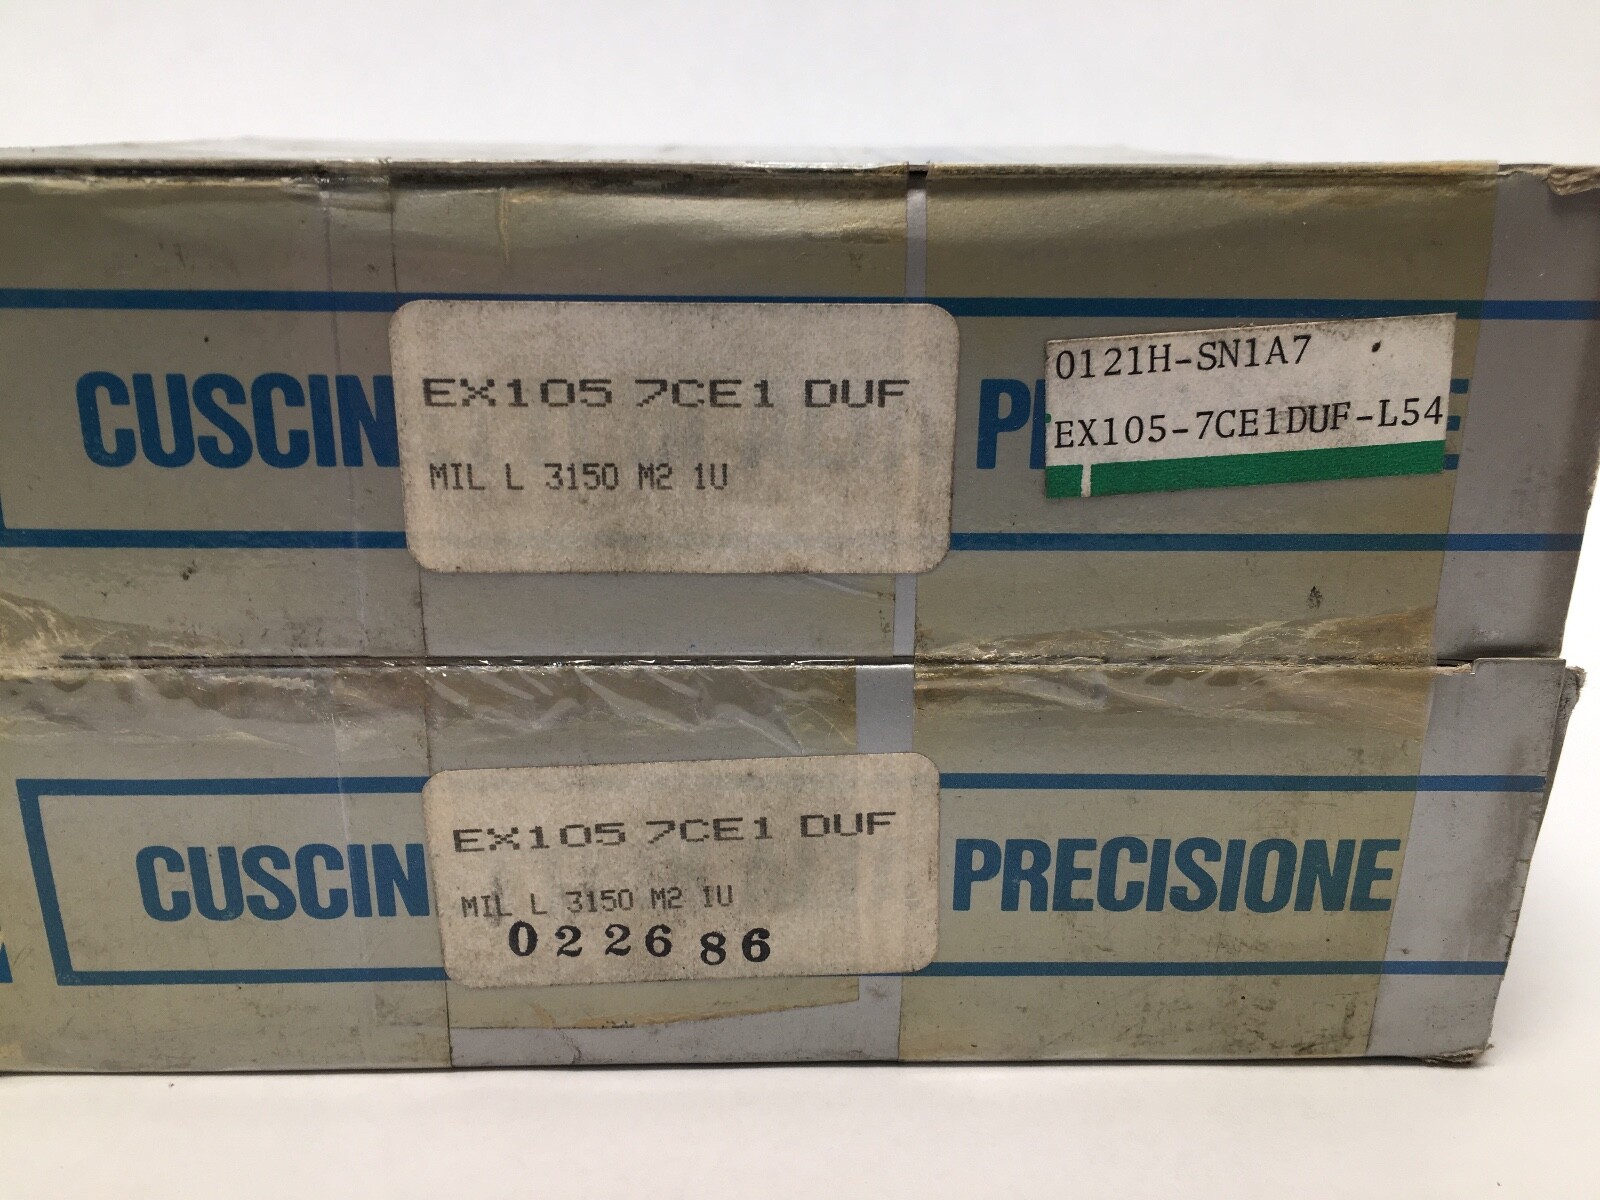 CUSCIN
EX105 7CE1 DUF
MIL L 3150 M2 1U
0121H-SN1A7
EX105-7CE1DUF-L54
CUSCIN
EX105 7CE1 DUF
MIL L 3150 M2 1U
022686
PRECISIONE